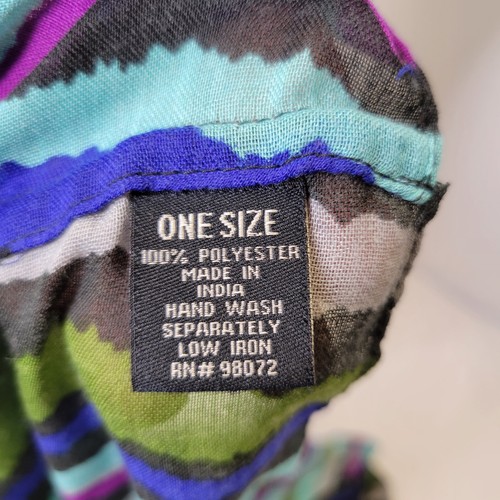 ONE SIZE
100% POLYESTER
MADE IN
INDIA
HAND WASH
SEPARATELY
LOW IRON
RN# 98072